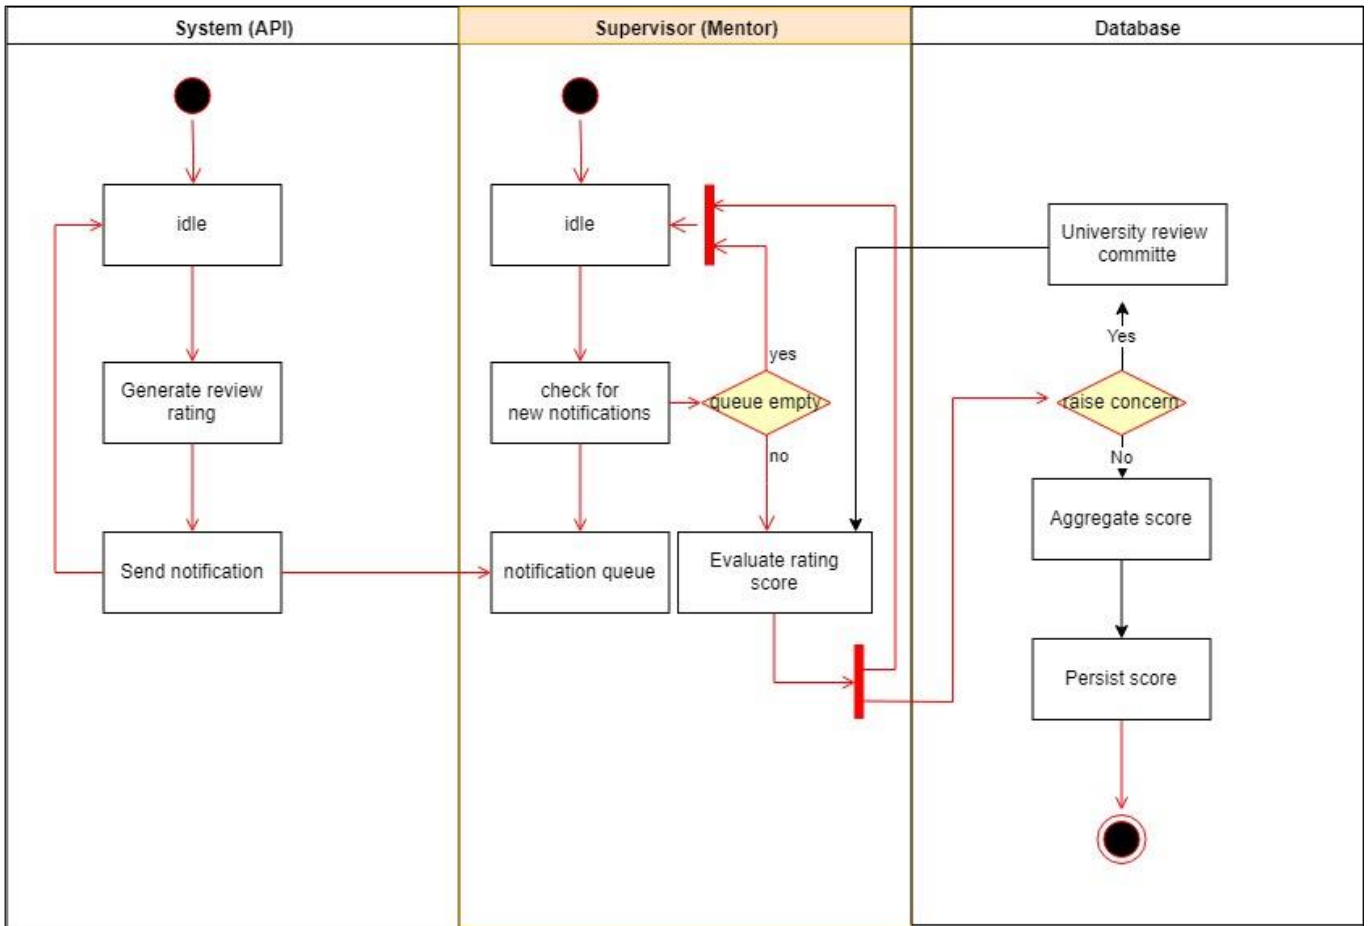 System (API)
Supervisor (Mentor)
Database
idle
idle
University review
committe
Yes
yes
Generate review
rating
check for
new notifications
queue empty
raise concern
no
No
Send notification
notification queue
Evaluate rating
score
Aggregate score
Persist score